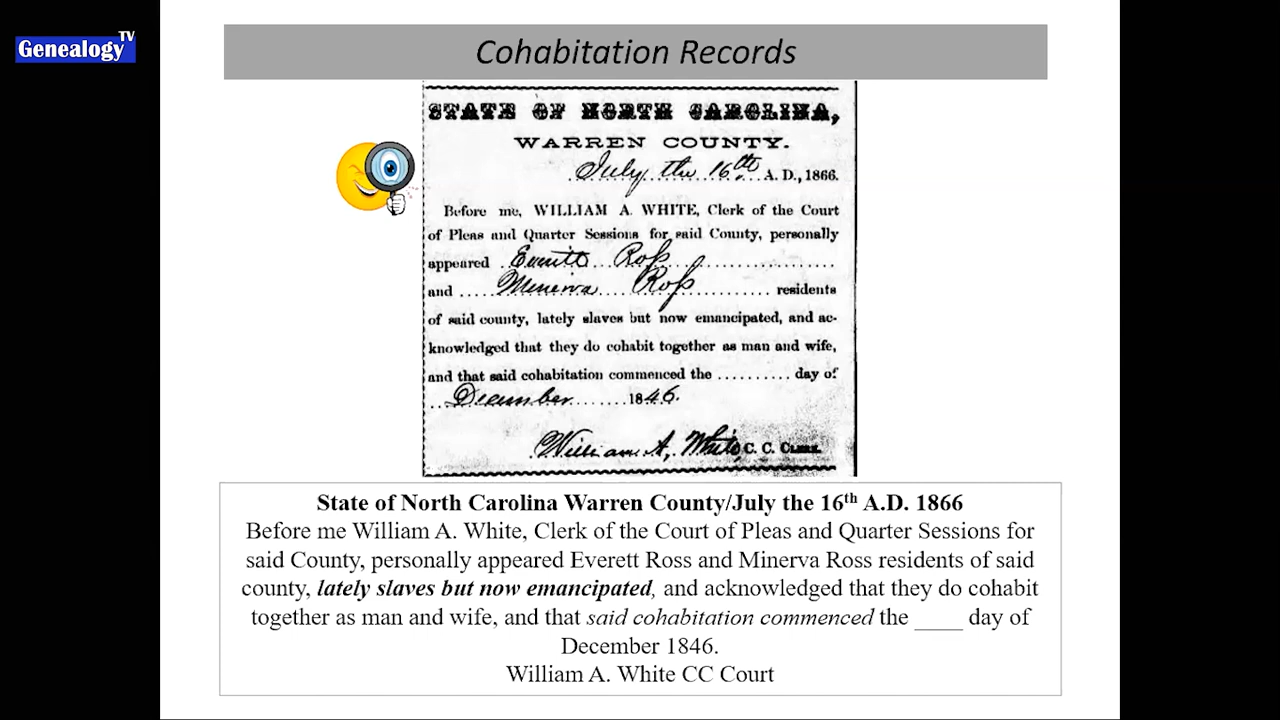 Genealogy TV
Cohabitation Records
STATE OF NORTH CAROLINA,
WARREN COUNTY.
July the 16th A. D., 1866.
Before me, WILLIAM A. WHITE, Clerk of the Court
of Pleas and Quarter Sessions for said County, personally
appeared Everitt Ross
and Minerva Ross residents
of said county, lately slaves but now emancipated, and ac-
knowledged that they do cohabit together as man and wife,
and that said cohabitation commenced the .......... day of
December 1846.
William A. White C. C. Clerk.
State of North Carolina Warren County/July the 16th A.D. 1866
Before me William A. White, Clerk of the Court of Pleas and Quarter Sessions for
said County, personally appeared Everett Ross and Minerva Ross residents of said
county, lately slaves but now emancipated, and acknowledged that they do cohabit
together as man and wife, and that said cohabitation commenced the ____ day of
December 1846.
William A. White CC Court